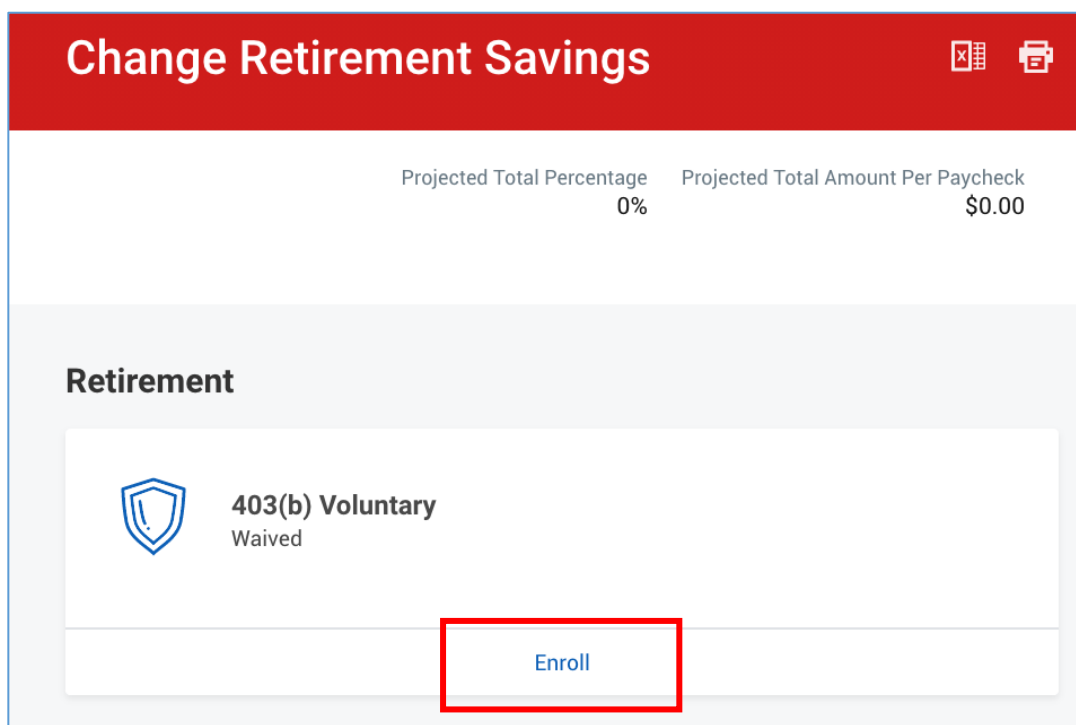 Change Retirement Savings
Projected Total Percentage Projected Total Amount Per Paycheck
0% $0.00
Retirement
403(b) Voluntary
Waived
Enroll